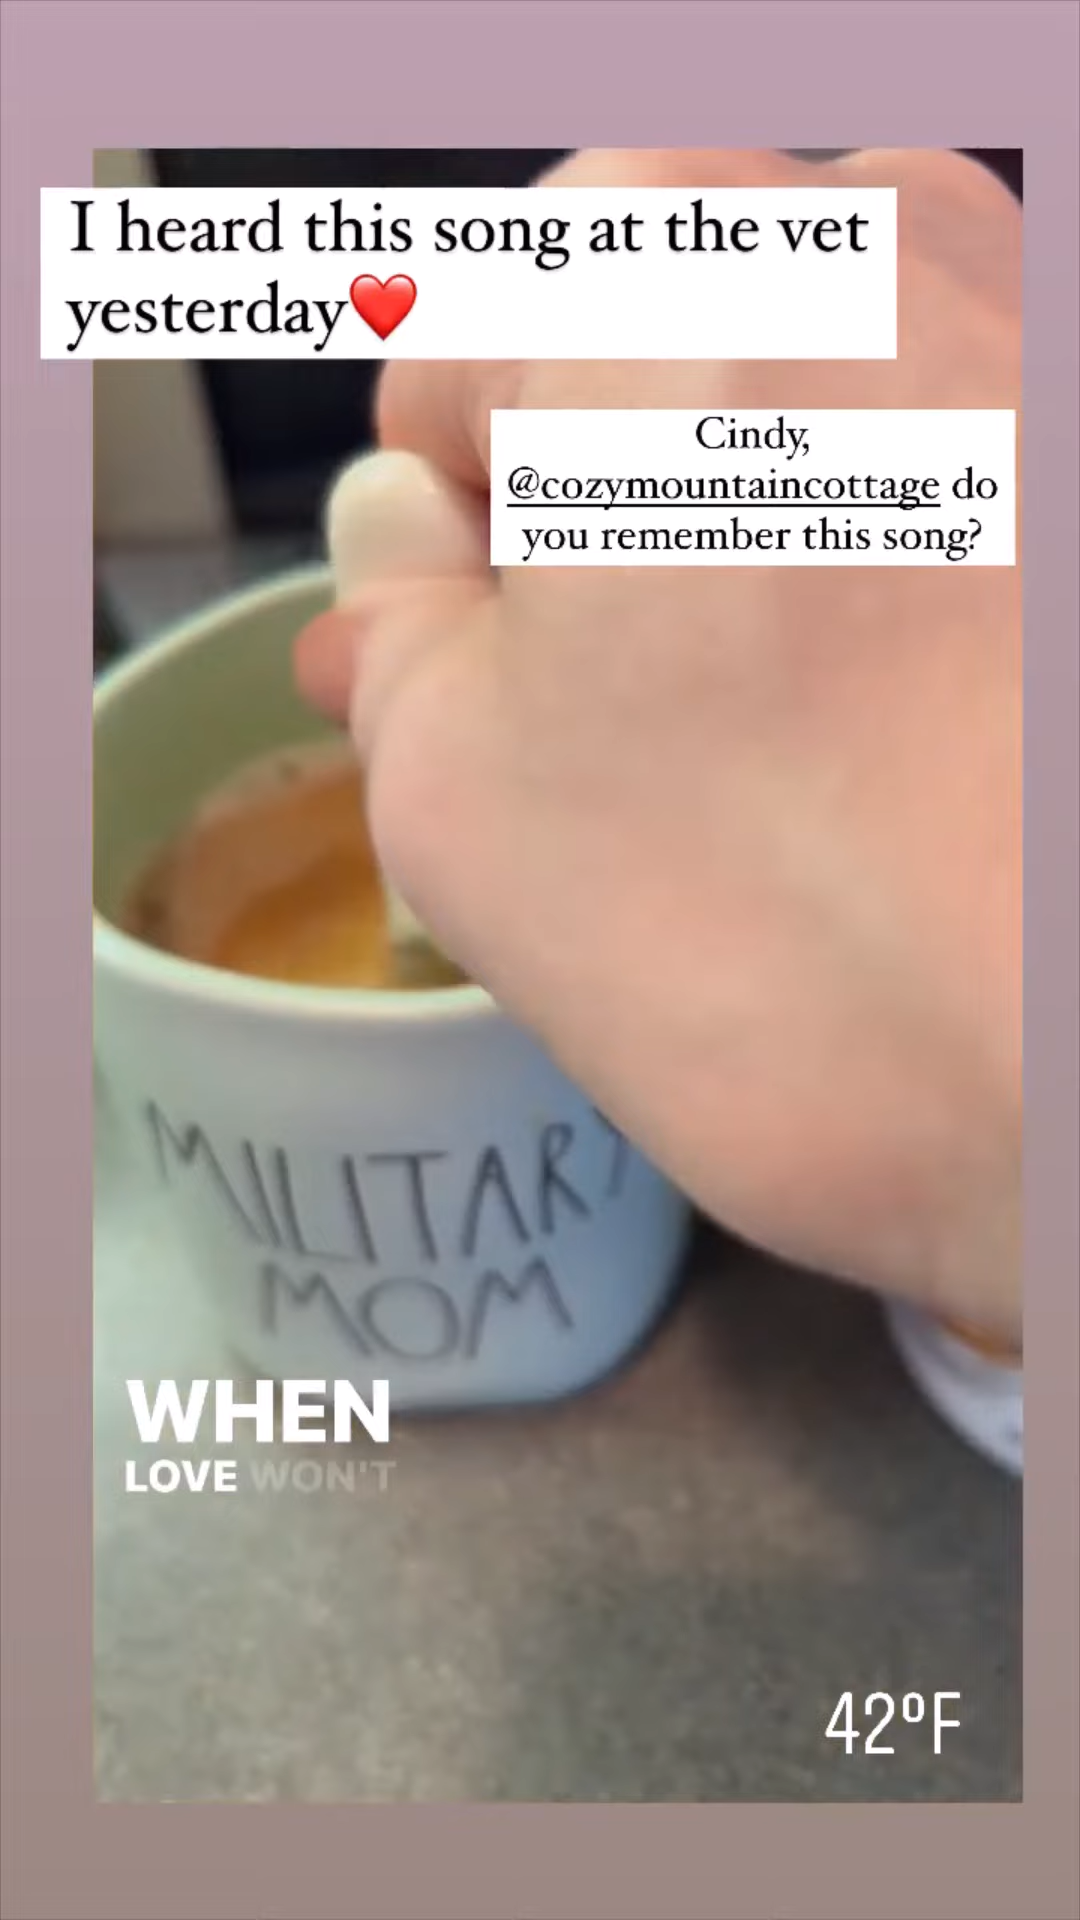 I heard this song at the vet
yesterday❤️
Cindy,
@cozymountaincottage do
you remember this song?
MILITARY
MOM
WHEN
LOVE WON'T
42°F